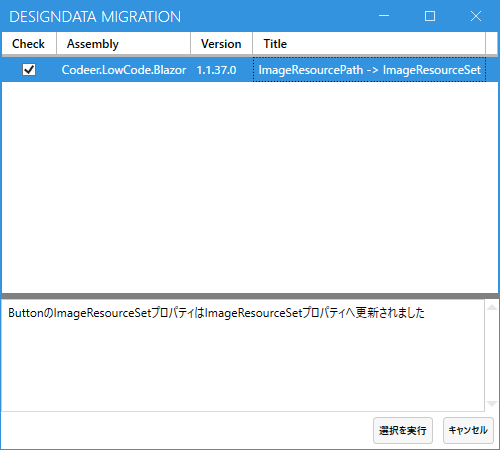 DESIGNDATA MIGRATION
Check Assembly Version Title
Codeer.LowCode.Blazor 1.1.37.0 ImageResourcePath -> ImageResourceSet
ButtonのImageResourceSetプロパティはImageResourceSetプロパティへ更新されました
選択を実行 キャンセル